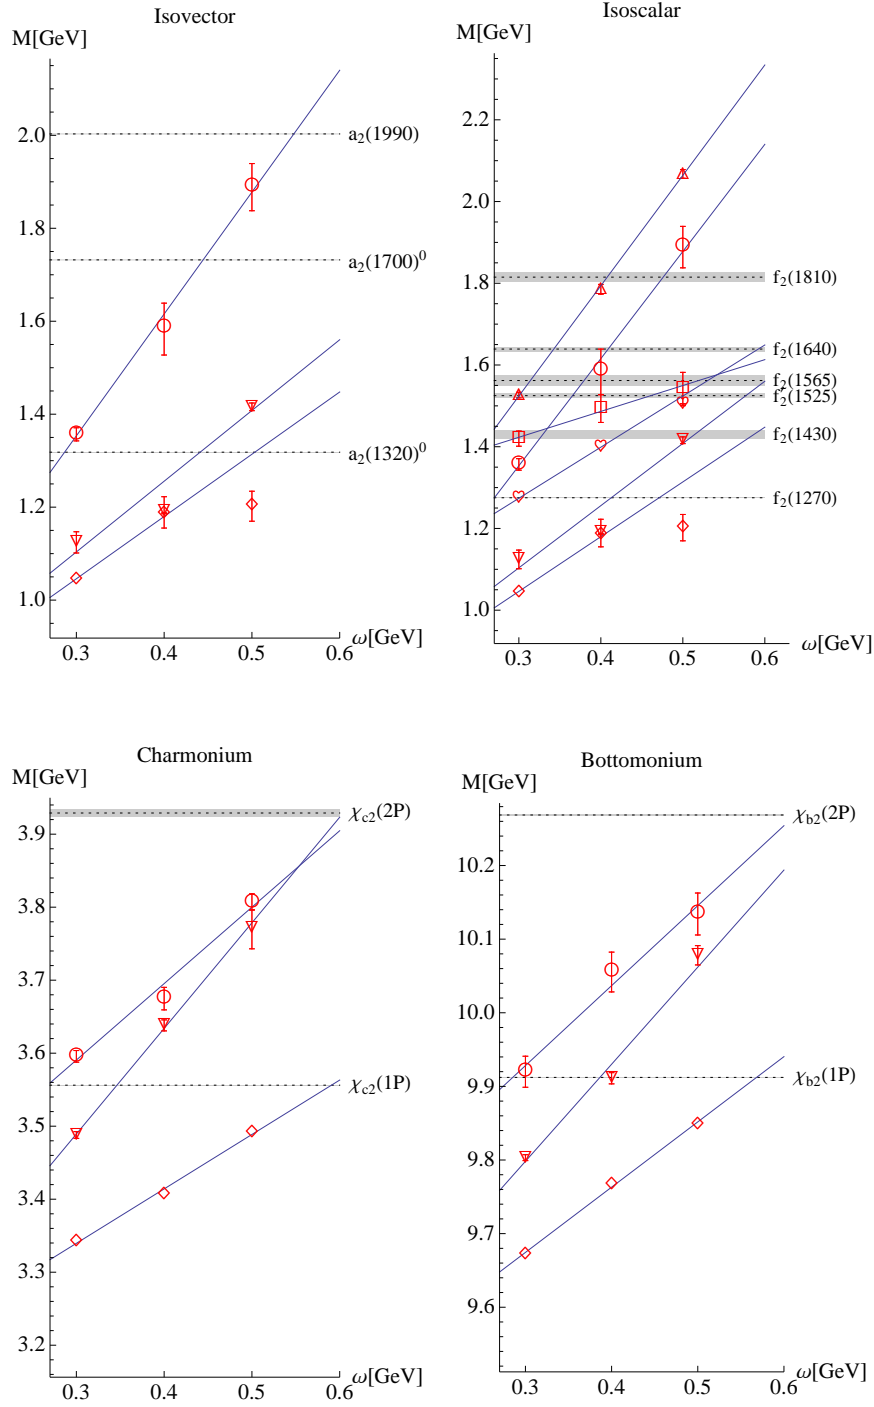 Isovector
M[GeV]
2.0
1.8
1.6
1.4
1.2
1.0
a₂(1990)
a₂(1700)⁰
a₂(1320)⁰
0.3 0.4 0.5 0.6
ω[GeV]
Isoscalar
M[GeV]
2.2
2.0
1.8
1.6
1.4
1.2
1.0
f₂(1810)
f₂(1640)
f₂(1565)
f₂'(1525)
f₂(1430)
f₂(1270)
0.3 0.4 0.5 0.6
ω[GeV]
Charmonium
M[GeV]
3.9
3.8
3.7
3.6
3.5
3.4
3.3
3.2
χc2(2P)
χc2(1P)
0.3 0.4 0.5 0.6
ω[GeV]
Bottomonium
M[GeV]
10.2
10.1
10.0
9.9
9.8
9.7
9.6
χb2(2P)
χb2(1P)
0.3 0.4 0.5 0.6
ω[GeV]